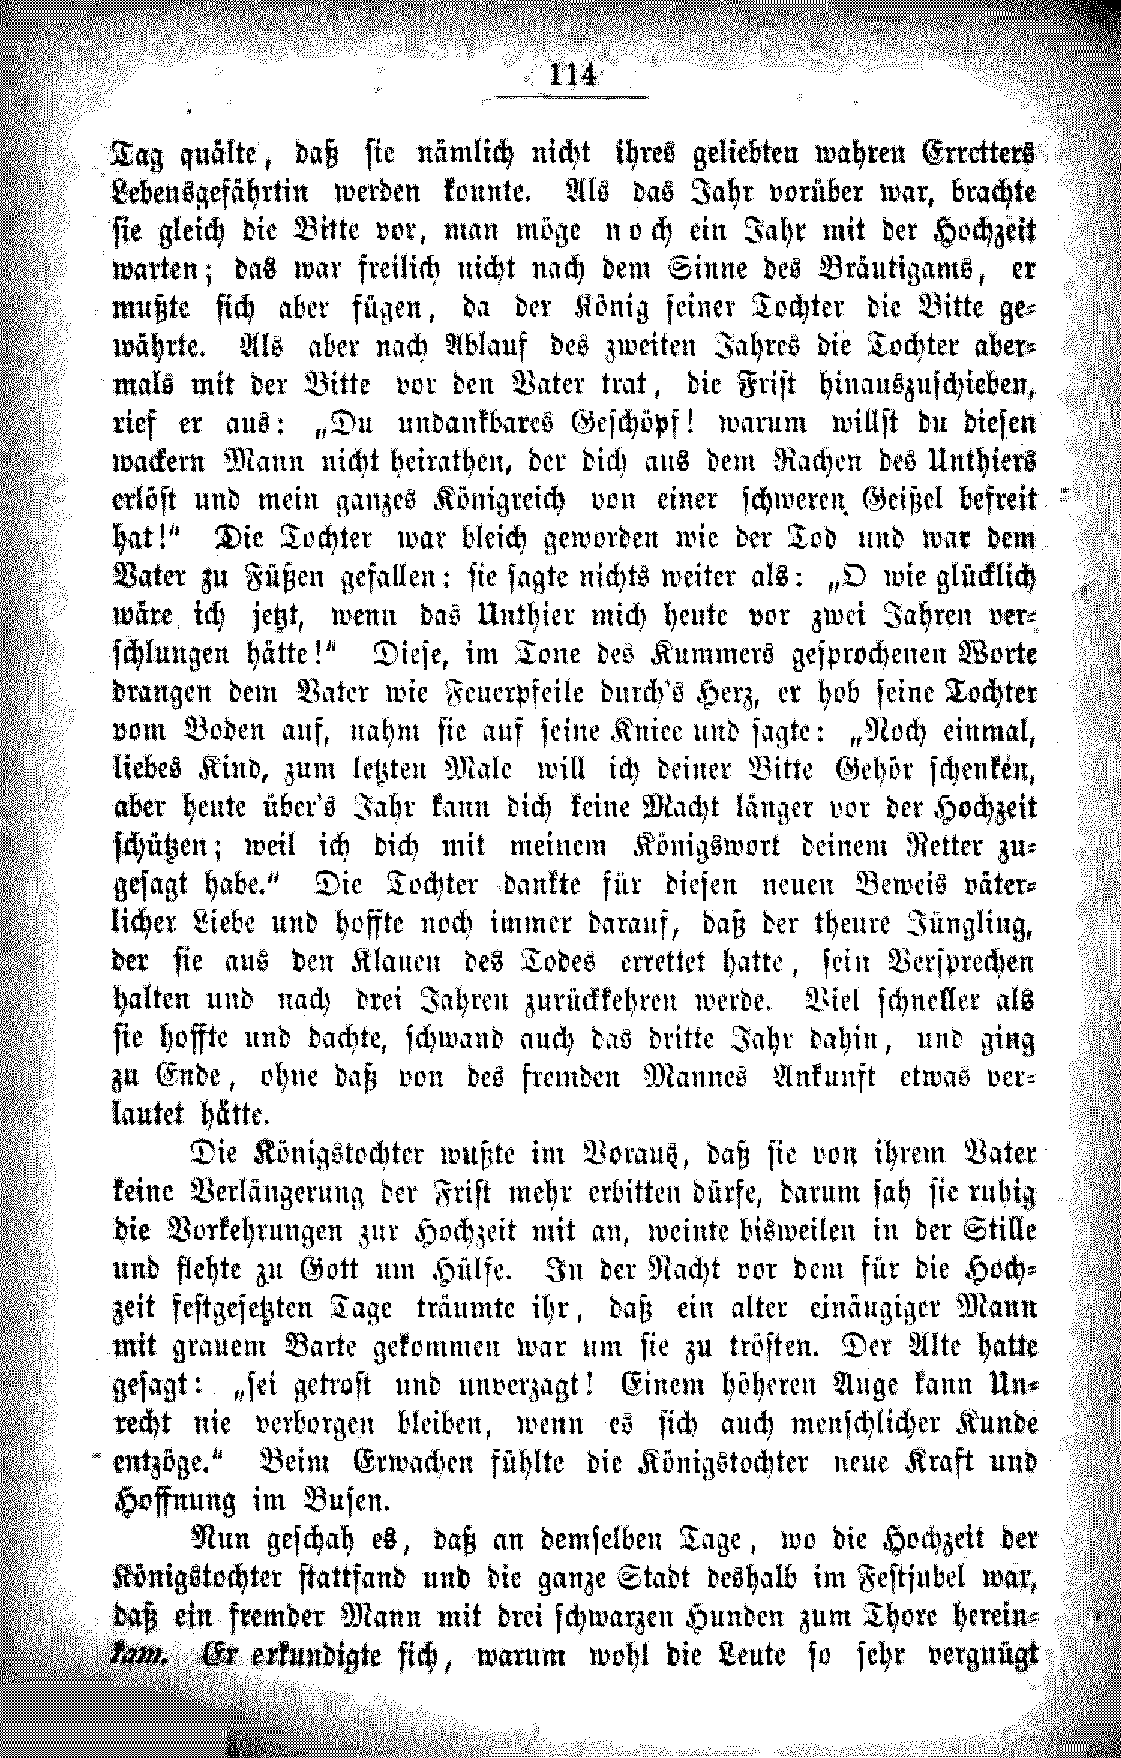 114
Tag quälte, daß sie nämlich nicht ihres geliebten wahren Erretters
Lebensgefährtin werden konnte. Als das Jahr vorüber war, brachte
sie gleich die Bitte vor, man möge noch ein Jahr mit der Hochzeit
warten; das war freilich nicht nach dem Sinne des Bräutigams, er
mußte sich aber fügen, da der König seiner Tochter die Bitte ge-
währte. Als aber nach Ablauf des zweiten Jahres die Tochter aber-
mals mit der Bitte vor den Vater trat, die Frist hinauszuschieben,
rief er aus: „Du undankbares Geschöpf! warum willst du diesen
wackern Mann nicht heirathen, der dich aus dem Rachen des Unthiers
erlöst und mein ganzes Königreich von einer schweren Geißel befreit
hat!“ Die Tochter war bleich geworden wie der Tod und war dem
Vater zu Füßen gefallen: sie sagte nichts weiter als: „O wie glücklich
wäre ich jetzt, wenn das Unthier mich heute vor zwei Jahren ver-
schlungen hätte!“ Diese, im Tone des Kummers gesprochenen Worte
drangen dem Vater wie Feuerpfeile durch's Herz, er hob seine Tochter
vom Boden auf, nahm sie auf seine Kniee und sagte: „Noch einmal,
liebes Kind, zum letzten Male will ich deiner Bitte Gehör schenken,
aber heute über's Jahr kann dich keine Macht länger vor der Hochzeit
schützen; weil ich dich mit meinem Königswort deinem Retter zu-
gesagt habe.“ Die Tochter dankte für diesen neuen Beweis väter-
licher Liebe und hoffte noch immer darauf, daß der theure Jüngling,
der sie aus den Klauen des Todes errettet hatte, sein Versprechen
halten und nach drei Jahren zurückkehren werde. Viel schneller als
sie hoffte und dachte, schwand auch das dritte Jahr dahin, und ging
zu Ende, ohne daß von des fremden Mannes Ankunft etwas ver-
lautet hätte.
Die Königstochter wußte im Voraus, daß sie von ihrem Vater
keine Verlängerung der Frist mehr erbitten dürfe, darum sah sie ruhig
die Vorkehrungen zur Hochzeit mit an, weinte bisweilen in der Stille
und flehte zu Gott um Hülfe. In der Nacht vor dem für die Hoch-
zeit festgesetzten Tage träumte ihr, daß ein alter einäugiger Mann
mit grauem Barte gekommen war um sie zu trösten. Der Alte hatte
gesagt: „sei getrost und unverzagt! Einem höheren Auge kann Un-
recht nie verborgen bleiben, wenn es sich auch menschlicher Kunde
entzöge.“ Beim Erwachen fühlte die Königstochter neue Kraft und
Hoffnung im Busen.
Nun geschah es, daß an demselben Tage, wo die Hochzeit der
Königstochter stattfand und die ganze Stadt deshalb im Festjubel war,
daß ein fremder Mann mit drei schwarzen Hunden zum Thore herein-
kam. Er erkundigte sich, warum wohl die Leute so sehr vergnügt